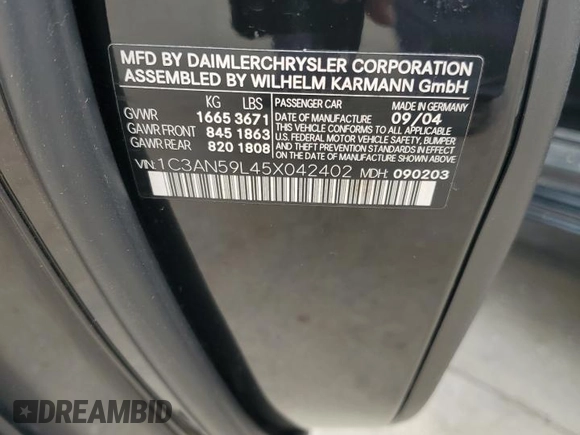 MFD BY DAIMLERCHRYSLER CORPORATION
ASSEMBLED BY WILHELM KARMANN GmbH
KG LBS PASSENGER CAR MADE IN GERMANY
GVWR 1665 3671 DATE OF MANUFACTURE 09/04
GAWR FRONT 845 1863 THIS VEHICLE CONFORMS TO ALL APPLICABLE
GAWR REAR 820 1808 U.S. FEDERAL MOTOR VEHICLE SAFETY, BUMPER,
AND THEFT PREVENTION STANDARDS IN EFFECT
ON THE DATE OF MANUFACTURE SHOWN ABOVE.
VIN: 1C3AN59L45X042402 MDH: 090203
DREAMBID